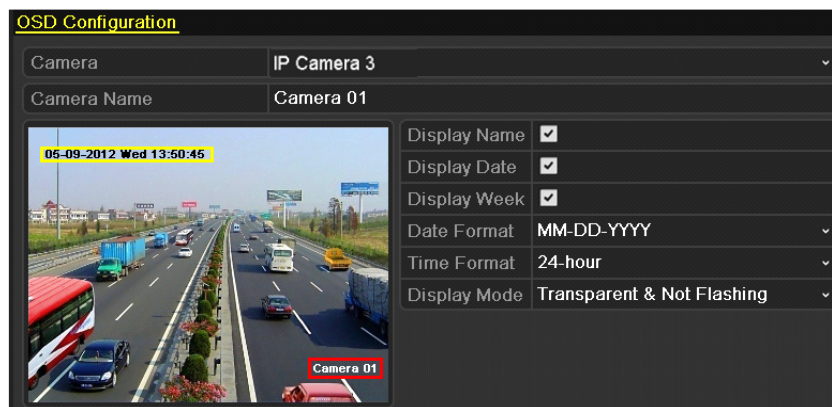 OSD Configuration
Camera IP Camera 3
Camera Name Camera 01
05-09-2012 Wed 13:50:45
Camera 01
Display Name
Display Date
Display Week
Date Format MM-DD-YYYY
Time Format 24-hour
Display Mode Transparent & Not Flashing